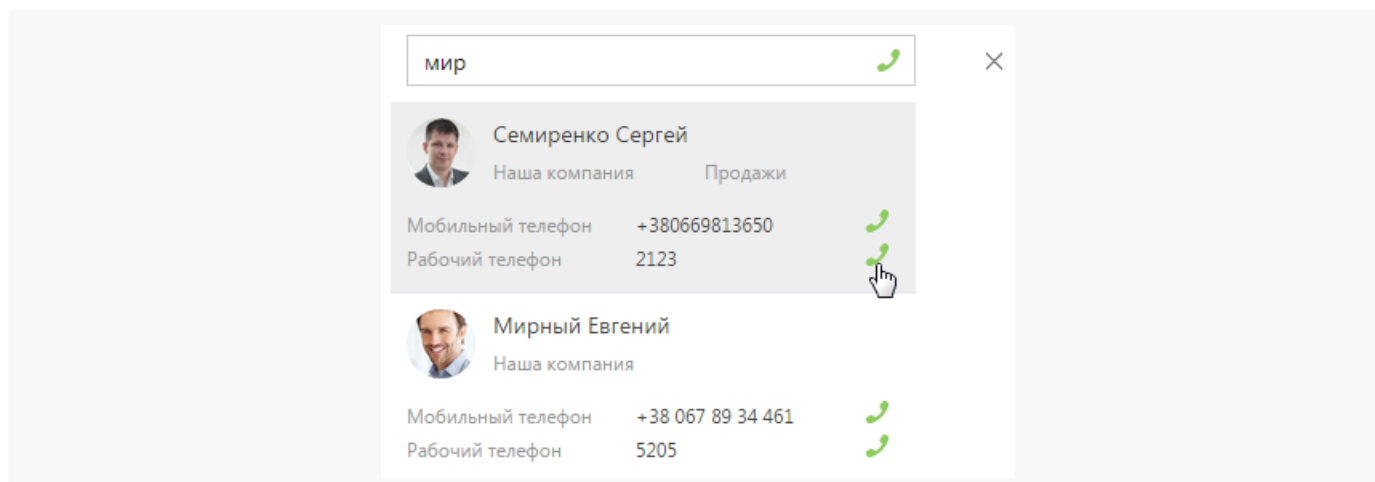 мир
Семиренко Сергей
Наша компания Продажи
Мобильный телефон +380669813650
Рабочий телефон 2123
Мирный Евгений
Наша компания
Мобильный телефон +38 067 89 34 461
Рабочий телефон 5205